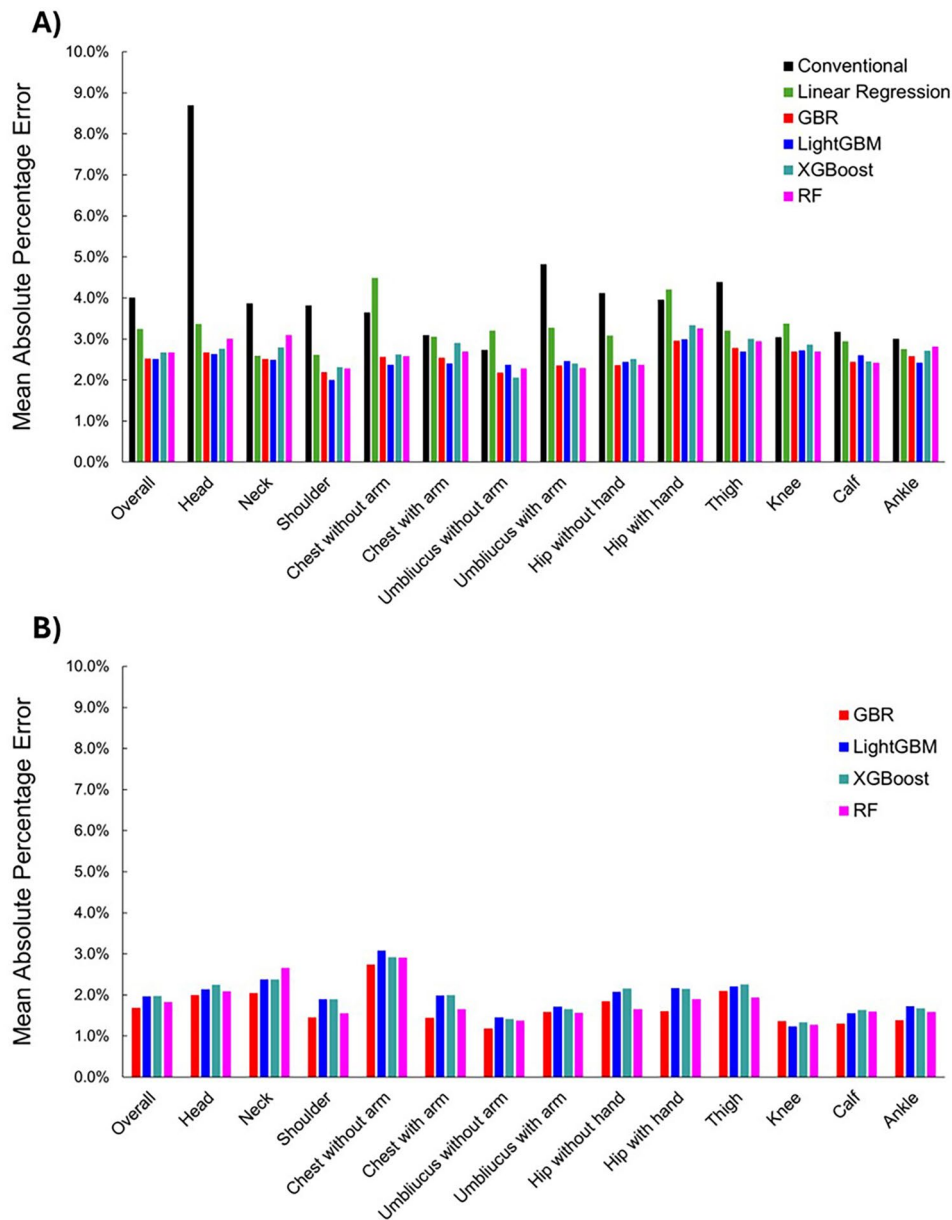 A)
Mean Absolute Percentage Error
10.0%
9.0%
8.0%
7.0%
6.0%
5.0%
4.0%
3.0%
2.0%
1.0%
0.0%
Conventional
Linear Regression
GBR
LightGBM
XGBoost
RF
Overall
Head
Neck
Shoulder
Chest without arm
Chest with arm
Umbliucus without arm
Umbliucus with arm
Hip without hand
Hip with hand
Thigh
Knee
Calf
Ankle
B)
Mean Absolute Percentage Error
10.0%
9.0%
8.0%
7.0%
6.0%
5.0%
4.0%
3.0%
2.0%
1.0%
0.0%
GBR
LightGBM
XGBoost
RF
Overall
Head
Neck
Shoulder
Chest without arm
Chest with arm
Umbliucus without arm
Umbliucus with arm
Hip without hand
Hip with hand
Thigh
Knee
Calf
Ankle